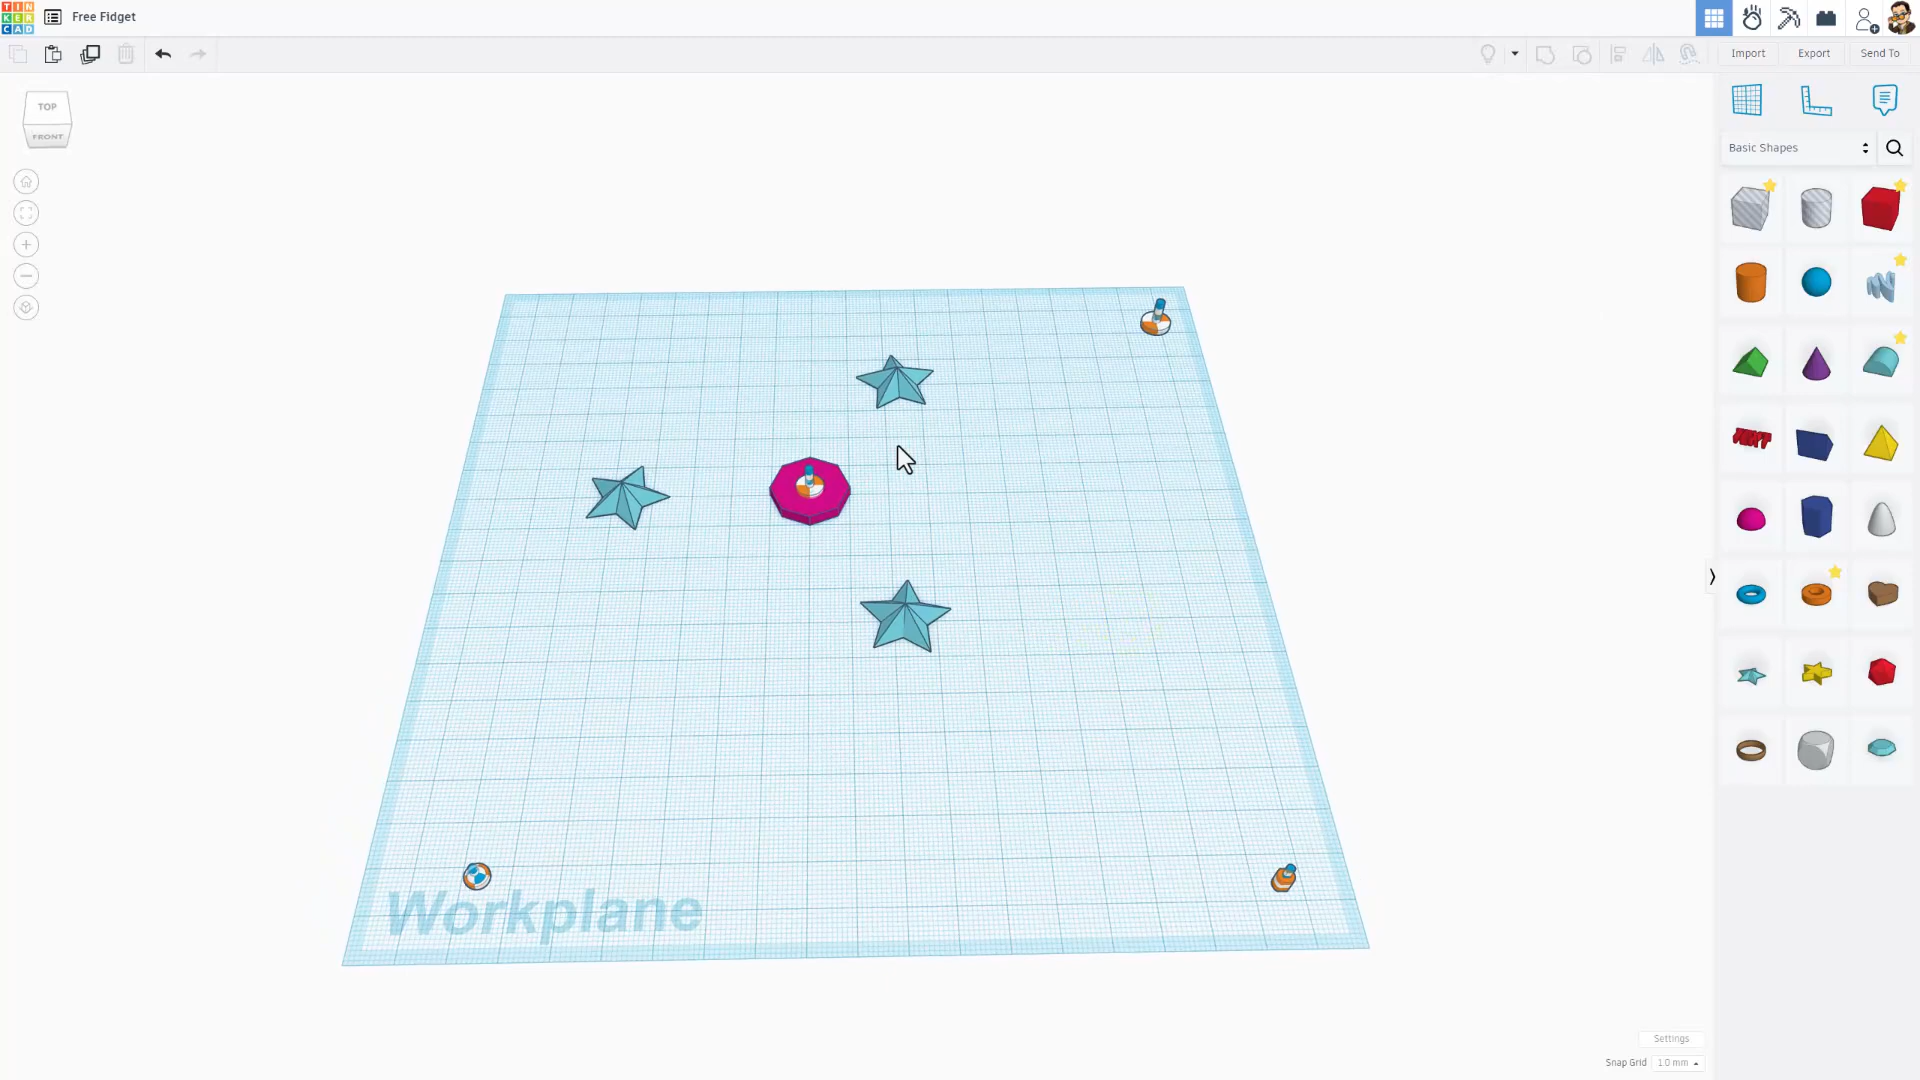 TIN
KER
CAD
Free Fidget
Import
Export
Send To
TOP
FRONT
Basic Shapes
TEXT
Workplane
Settings
Snap Grid 1.0 mm